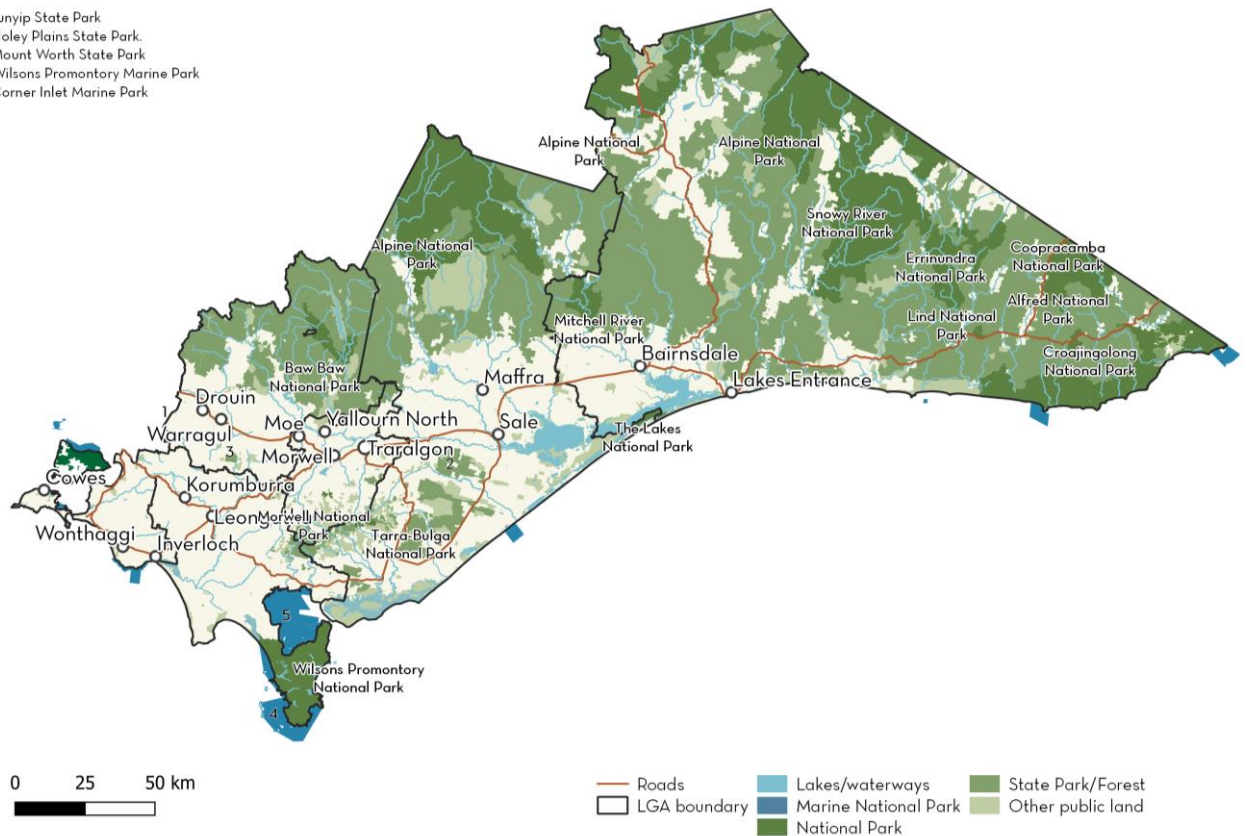 unyip State Park
oley Plains State Park.
Mount Worth State Park
Wilsons Promontory Marine Park
Corner Inlet Marine Park
Alpine National
Park
Alpine National
Park
Snowy River
National Park
Alpine National
Park
Errinundra
National Park
Coopracamba
National Park
Alfred National
Park
Lind National
Park
Mitchell River
National Park
Croajingolong
National Park
Bairnsdale
Baw Baw
National Park
Maffra
Lakes Entrance
Drouin
1
Moe
Yallourn North
Sale
The Lakes
National Park
Warragul
3
Morwell
Traralgon
2
Cowes
Korumburra
Morwell National
Park
Tarra-Bulga
National Park
Wonthaggi
Inverloch
5
Wilsons Promontory
National Park
4
0 25 50 km
Roads
LGA boundary
Lakes/waterways
Marine National Park
National Park
State Park/Forest
Other public land